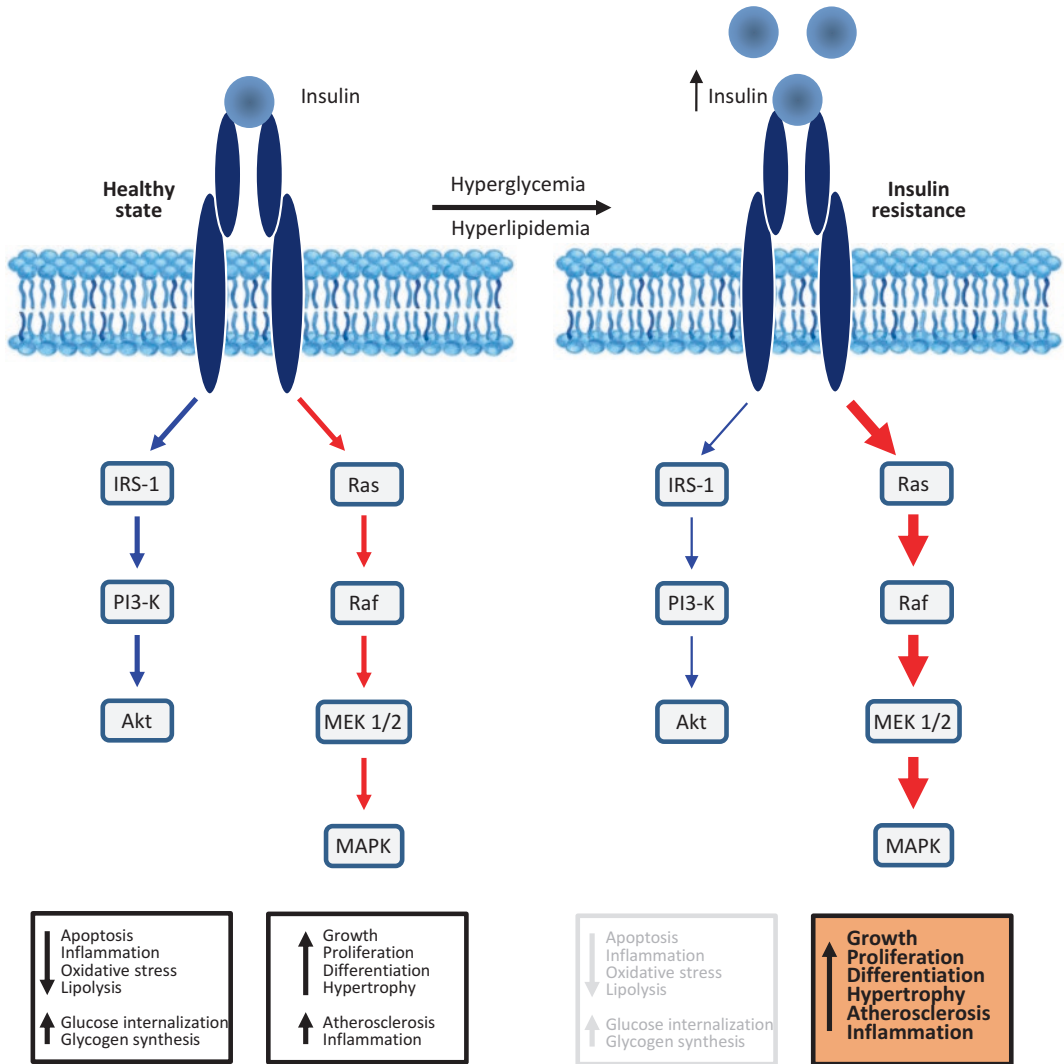 Insulin
Insulin
Healthy
state
Hyperglycemia
Hyperlipidemia
Insulin
resistance
IRS-1
PI3-K
Akt
Ras
Raf
MEK 1/2
MAPK
IRS-1
PI3-K
Akt
Ras
Raf
MEK 1/2
MAPK
Apoptosis
Inflammation
Oxidative stress
Lipolysis
Glucose internalization
Glycogen synthesis
Growth
Proliferation
Differentiation
Hypertrophy
Atherosclerosis
Inflammation
Apoptosis
Inflammation
Oxidative stress
Lipolysis
Glucose internalization
Glycogen synthesis
Growth
Proliferation
Differentiation
Hypertrophy
Atherosclerosis
Inflammation